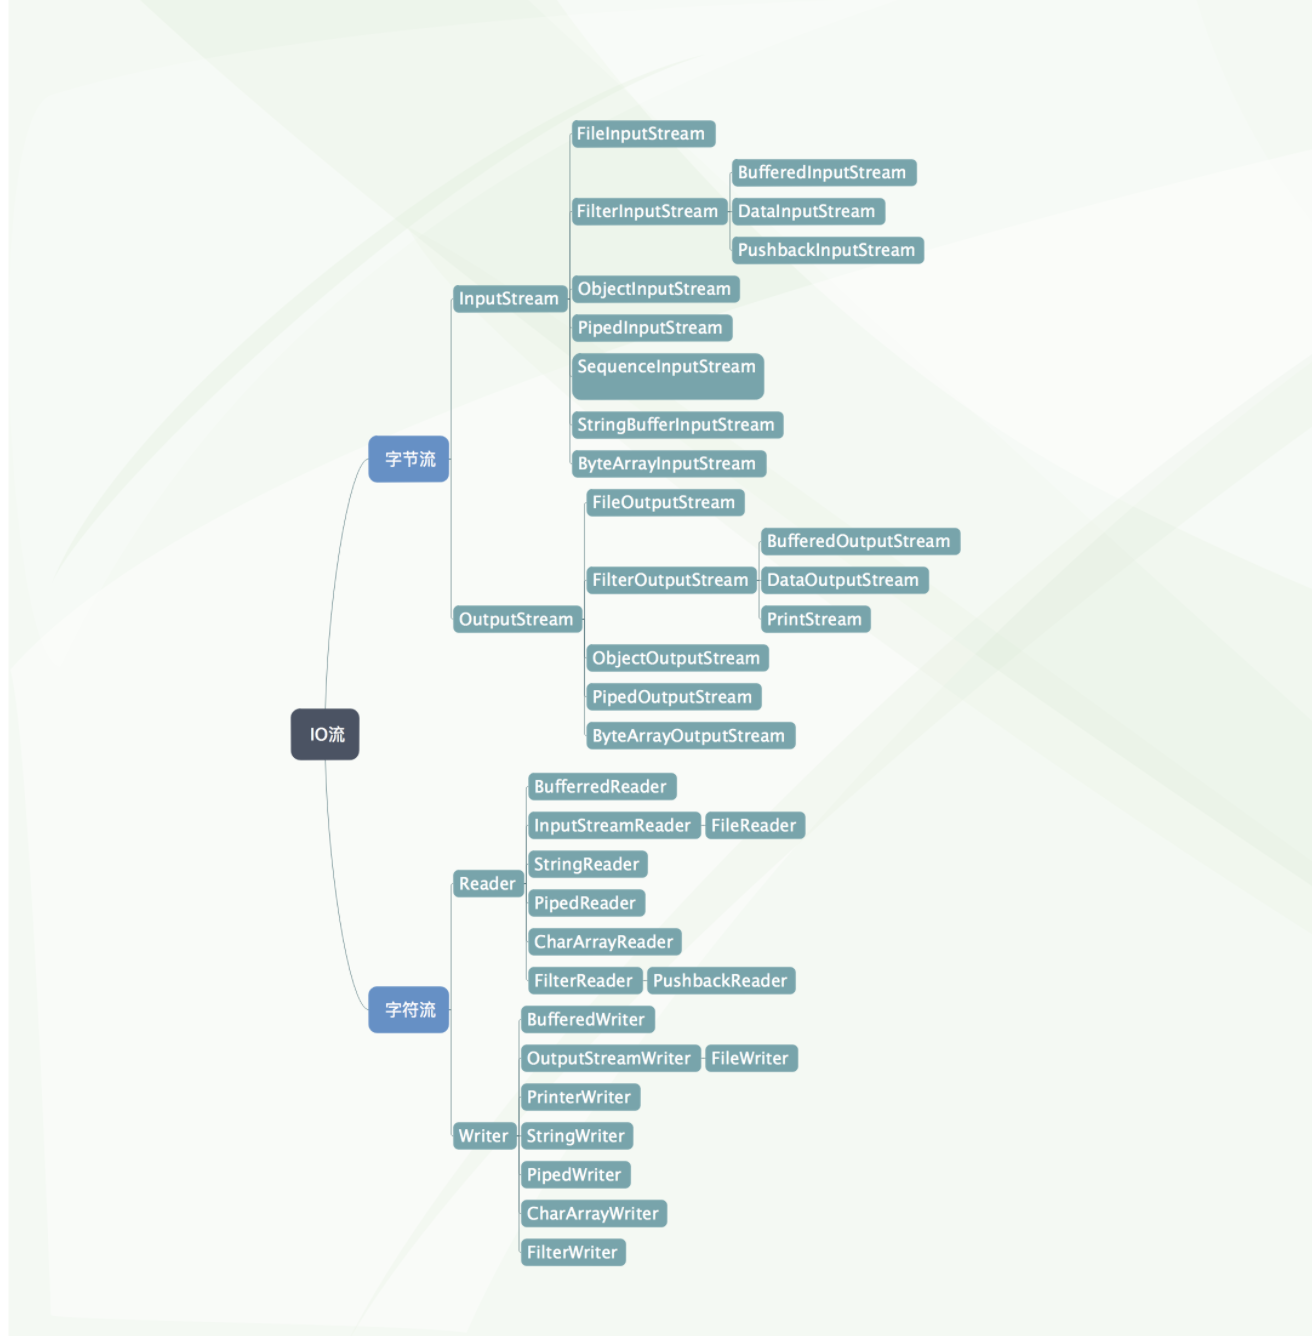 FileInputStream
BufferedInputStream
FilterInputStream
DataInputStream
PushbackInputStream
InputStream
ObjectInputStream
PipedInputStream
SequenceInputStream
StringBufferInputStream
字节流
ByteArrayInputStream
FileOutputStream
BufferedOutputStream
FilterOutputStream
DataOutputStream
OutputStream
PrintStream
ObjectOutputStream
PipedOutputStream
IO流
ByteArrayOutputStream
BufferredReader
InputStreamReader
FileReader
StringReader
Reader
PipedReader
CharArrayReader
FilterReader
PushbackReader
字符流
BufferedWriter
OutputStreamWriter
FileWriter
PrinterWriter
Writer
StringWriter
PipedWriter
CharArrayWriter
FilterWriter